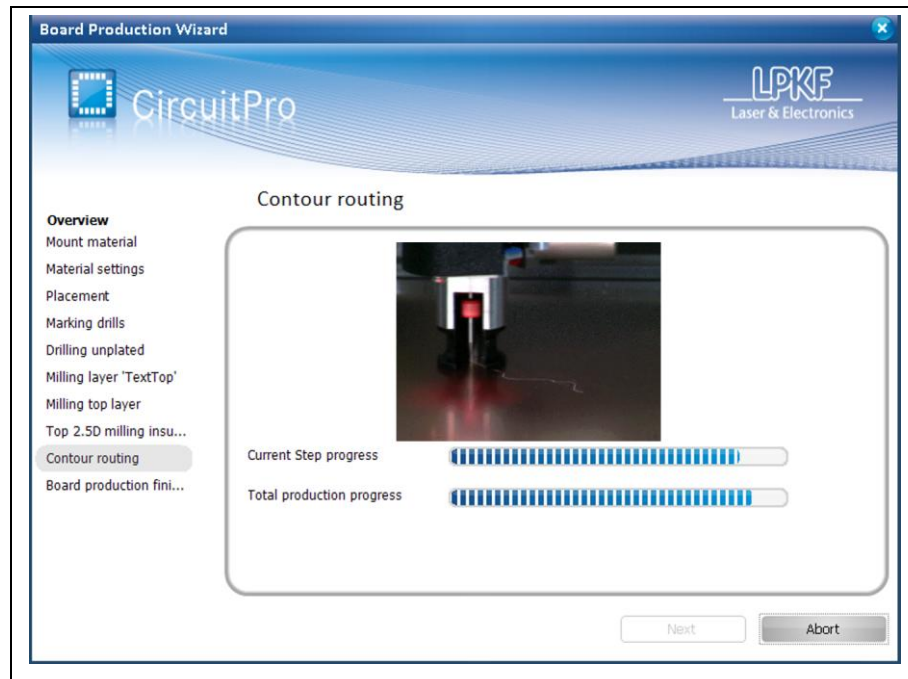 Board Production Wizard
CircuitPro
LPKF
Laser & Electronics
Contour routing
Overview
Mount material
Material settings
Placement
Marking drills
Drilling unplated
Milling layer 'TextTop'
Milling top layer
Top 2.5D milling insu...
Contour routing
Board production fini...
Current Step progress
Total production progress
Next
Abort